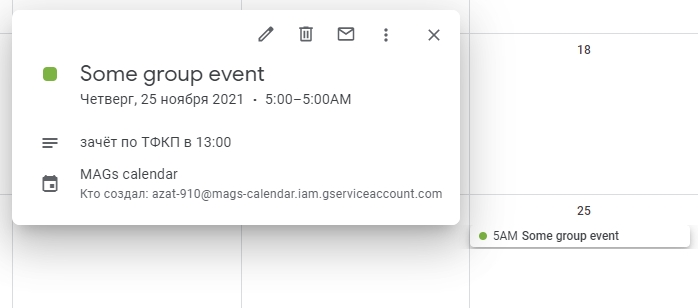 Some group event
Четверг, 25 ноября 2021 · 5:00–5:00AM
зачёт по ТФКП в 13:00
MAGs calendar
Кто создал: azat-910@mags-calendar.iam.gserviceaccount.com
18
25
5AM Some group event